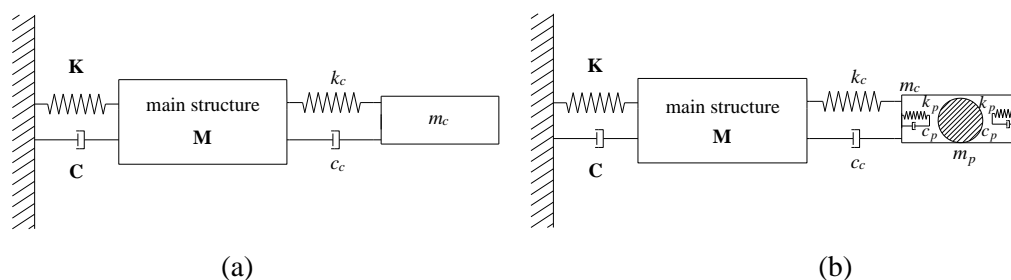 K
main structure
M
C
k_c
c_c
m_c
(a)
K
main structure
M
C
k_c
c_c
m_c
k_p
c_p
k_p
c_p
m_p
(b)